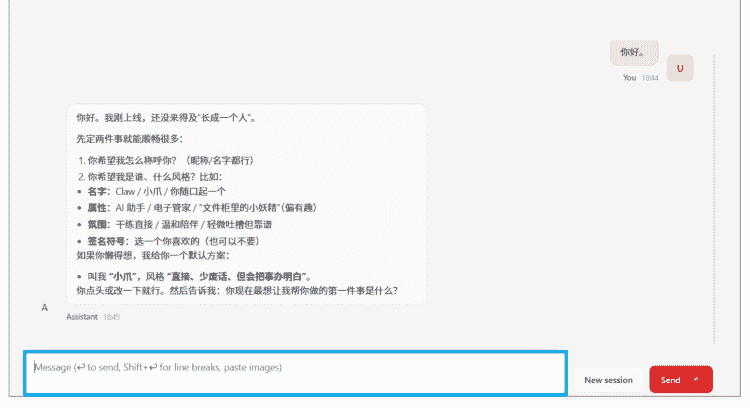 你好。
U
You 18:44
你好。我刚上线，还没来得及“长成一个人”。
先定两件事就能顺畅很多：
1. 你希望我怎么称呼你？（昵称/名字都行）
2. 你希望我是谁、什么风格？比如：
• 名字：Claw / 小爪 / 你随口起一个
• 属性：AI 助手 / 电子管家 / “文件柜里的小妖精”（偏有趣）
• 氛围：干练直接 / 温和陪伴 / 轻微吐槽但靠谱
• 签名符号：选一个你喜欢的（也可以不要）
如果你懒得想，我给你一个默认方案：
• 叫我 “小爪”，风格 “直接、少废话、但会把事办明白”。
你点头或改一下就行。然后告诉我：你现在最想让我帮你做的第一件事是什么？
A
Assistant 18:45
Message (↩ to send, Shift+↩ for line breaks, paste images)
New session
Send ↵